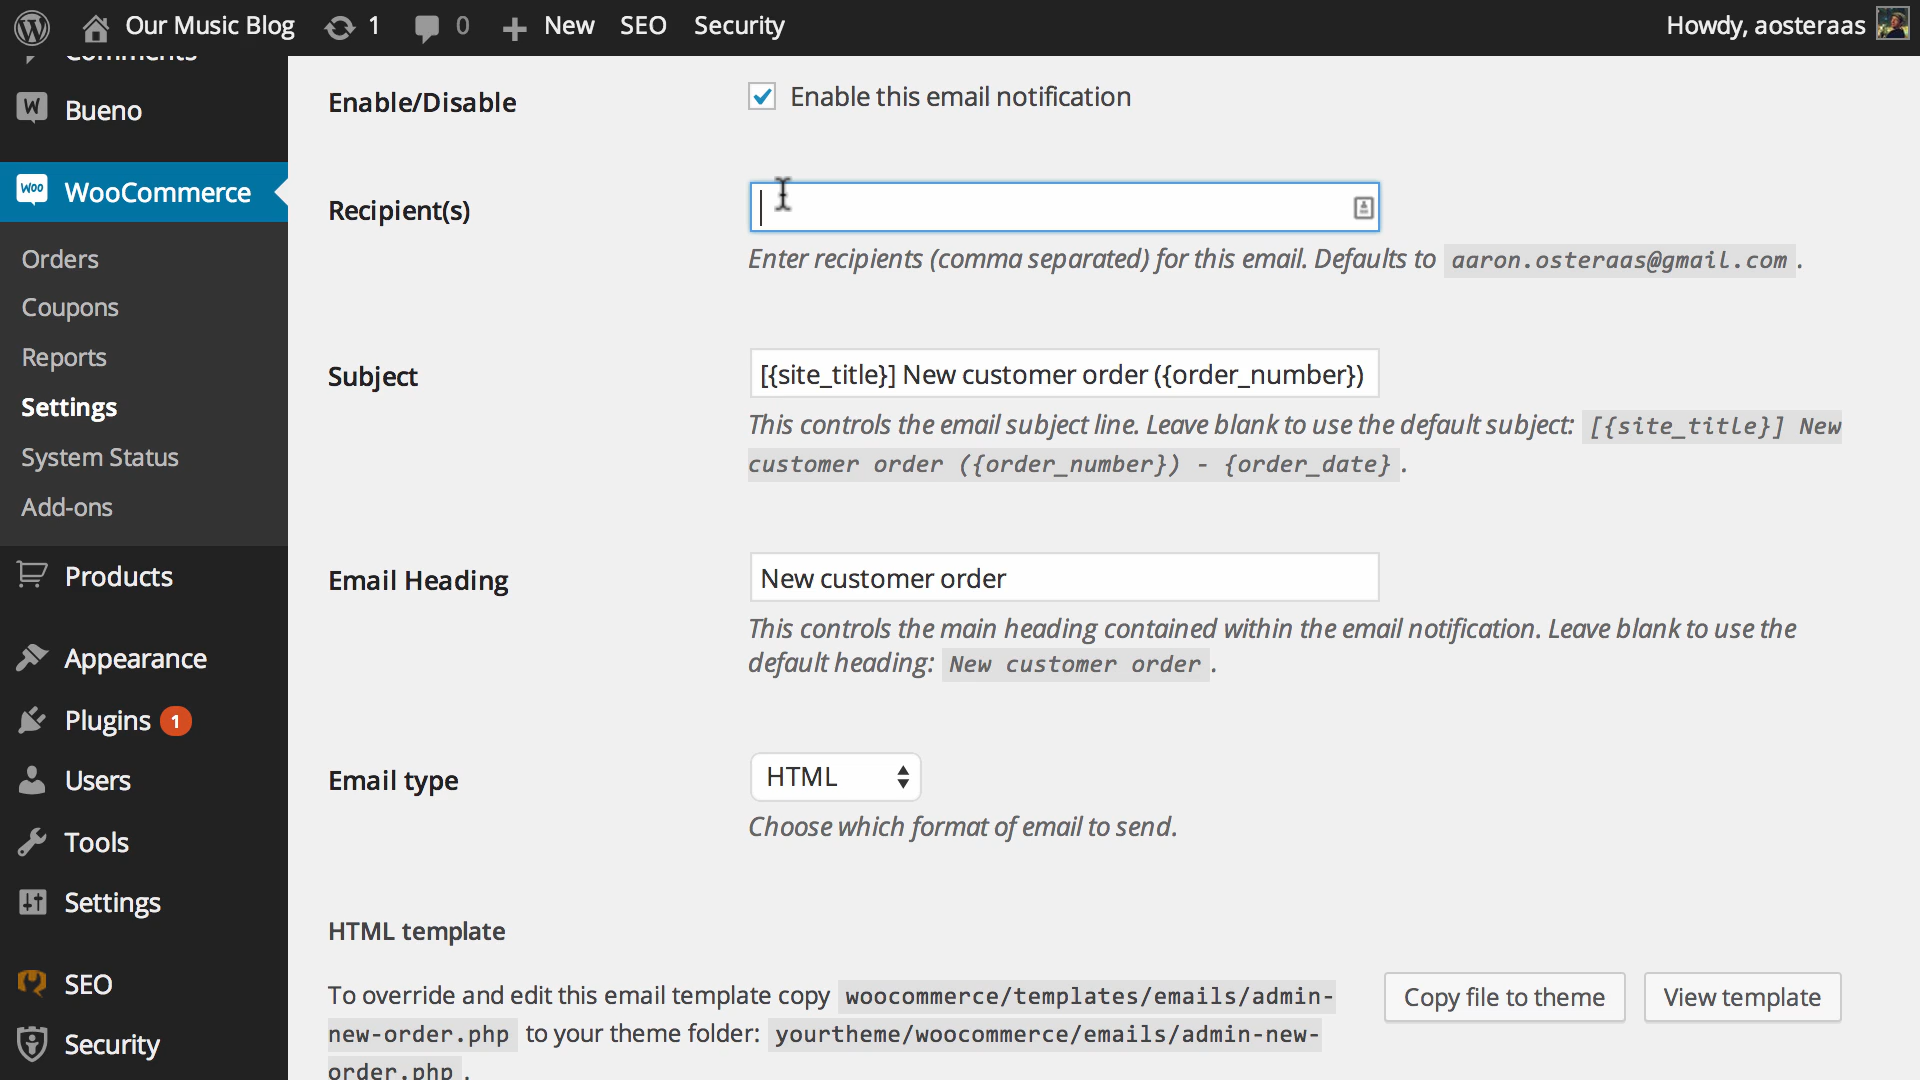 Our Music Blog 1 0 New SEO Security Howdy, aosteraas
Comments
Bueno
WooCommerce
Orders
Coupons
Reports
Settings
System Status
Add-ons
Products
Appearance
Plugins 1
Users
Tools
Settings
SEO
Security
Enable/Disable
Enable this email notification
Recipient(s)
Enter recipients (comma separated) for this email. Defaults to aaron.osteraas@gmail.com .
Subject
[{site_title}] New customer order ({order_number})
This controls the email subject line. Leave blank to use the default subject: [{site_title}] New
customer order ({order_number}) - {order_date} .
Email Heading
New customer order
This controls the main heading contained within the email notification. Leave blank to use the
default heading: New customer order .
Email type
HTML
Choose which format of email to send.
HTML template
To override and edit this email template copy woocommerce/templates/emails/admin-
new-order.php to your theme folder: yourtheme/woocommerce/emails/admin-new-
order.php .
Copy file to theme
View template